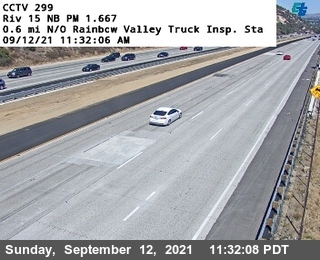 CCTV 299
Riv 15 NB PM 1.667
0.6 mi N/O Rainbow Valley Truck Insp. Sta
09/12/21 11:32:06 AM
Sunday, September 12, 2021 11:32:08 PDT